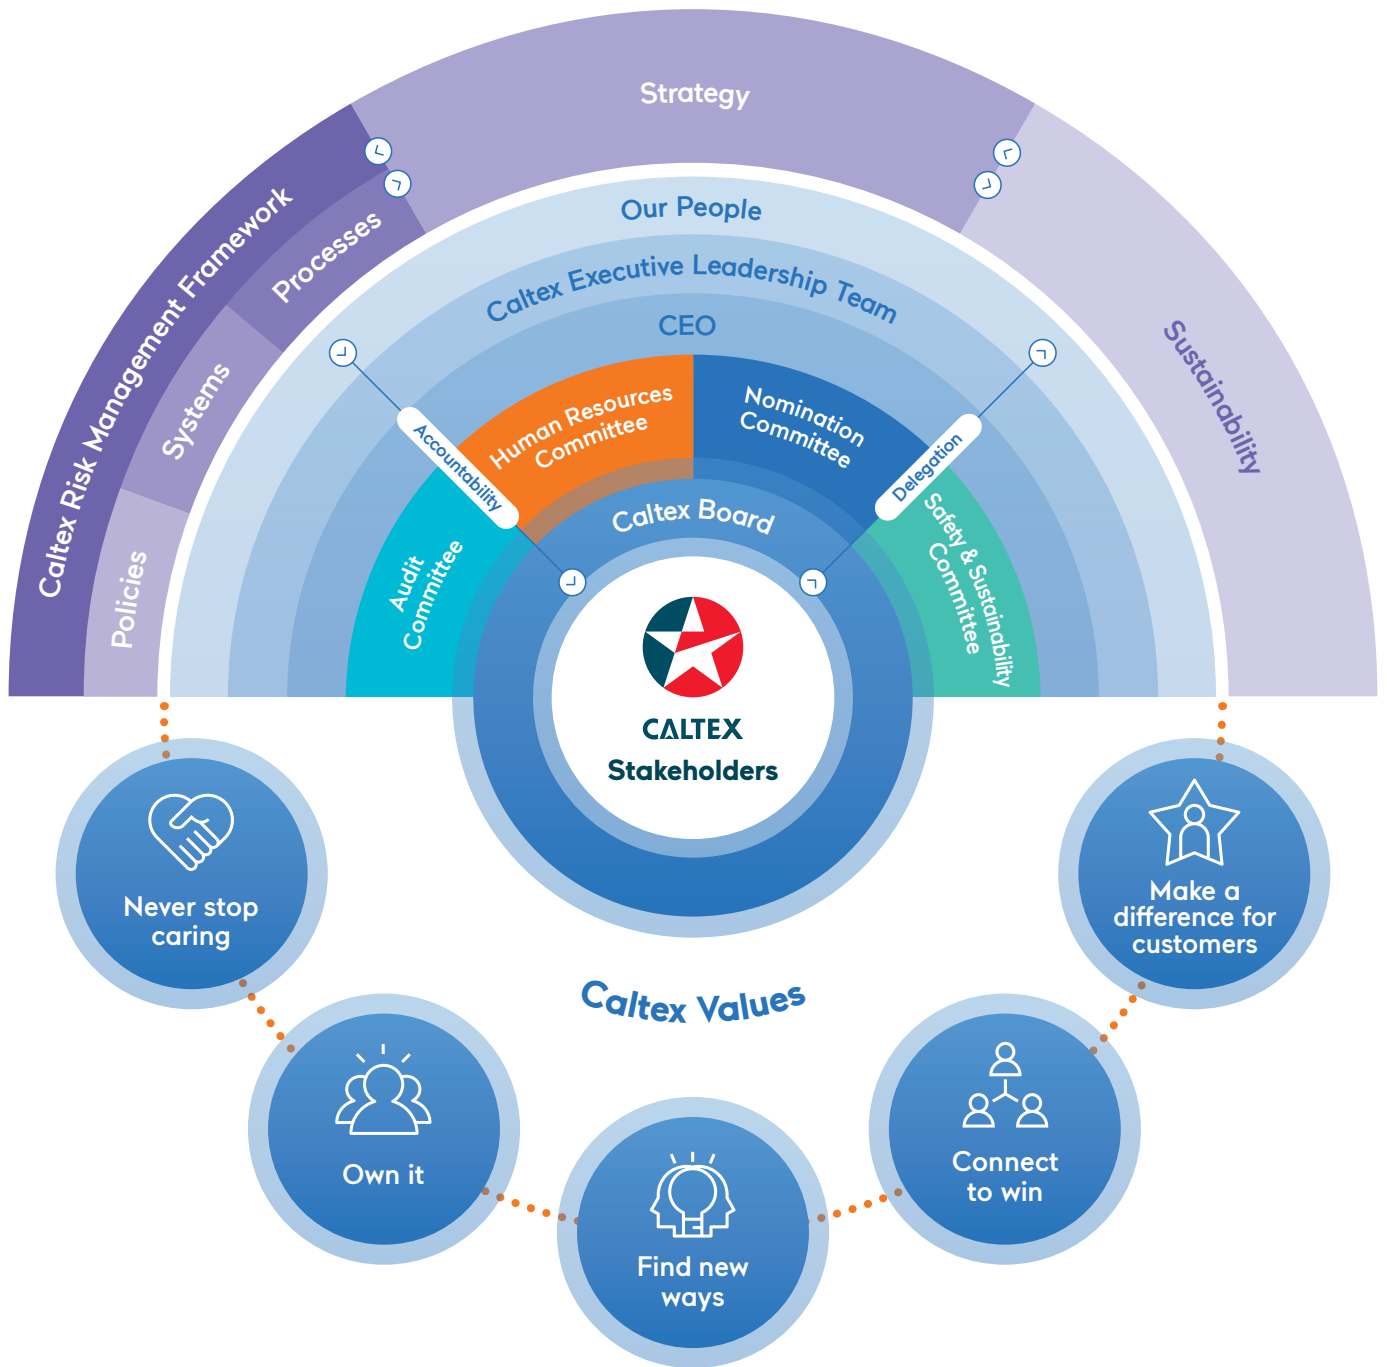 Strategy
Caltex Risk Management Framework
Processes
Systems
Policies
Sustainability
Our People
Caltex Executive Leadership Team
CEO
Human Resources
Committee
Nomination
Committee
Accountability
Delegation
Audit
Committee
Safety & Sustainability
Committee
Caltex Board
CALTEX
Stakeholders
Caltex Values
Never stop
caring
Own it
Find new
ways
Connect
to win
Make a
difference for
customers